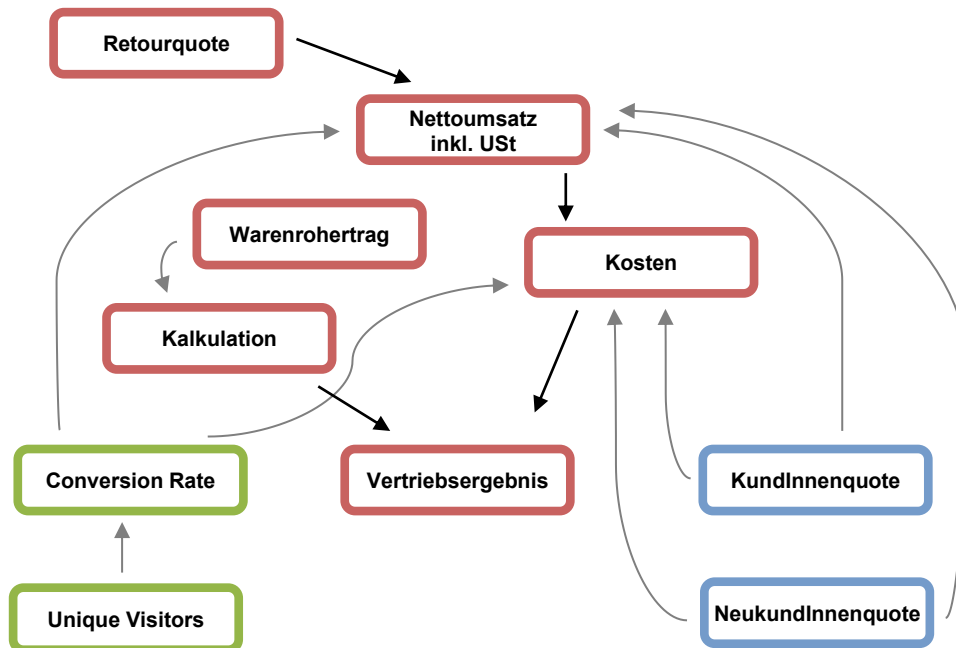 Retourquote
Nettoumsatz
inkl. USt
Warenrohertrag
Kosten
Kalkulation
Conversion Rate
Vertriebsergebnis
KundInnenquote
Unique Visitors
NeukundInnenquote